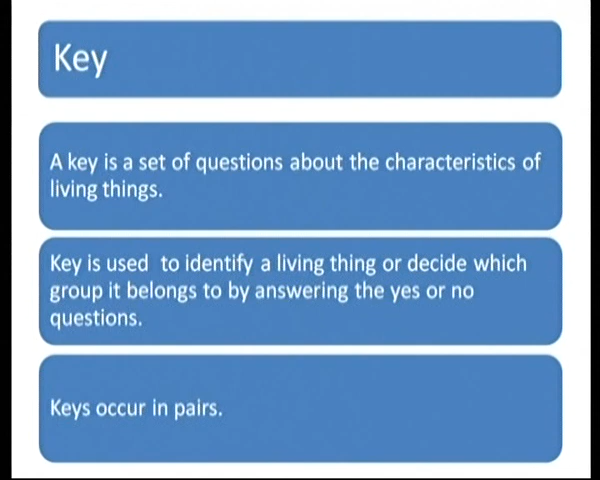 Key
A key is a set of questions about the characteristics of
living things.
Key is used  to identify a living thing or decide which
group it belongs to by answering the yes or no
questions.
Keys occur in pairs.